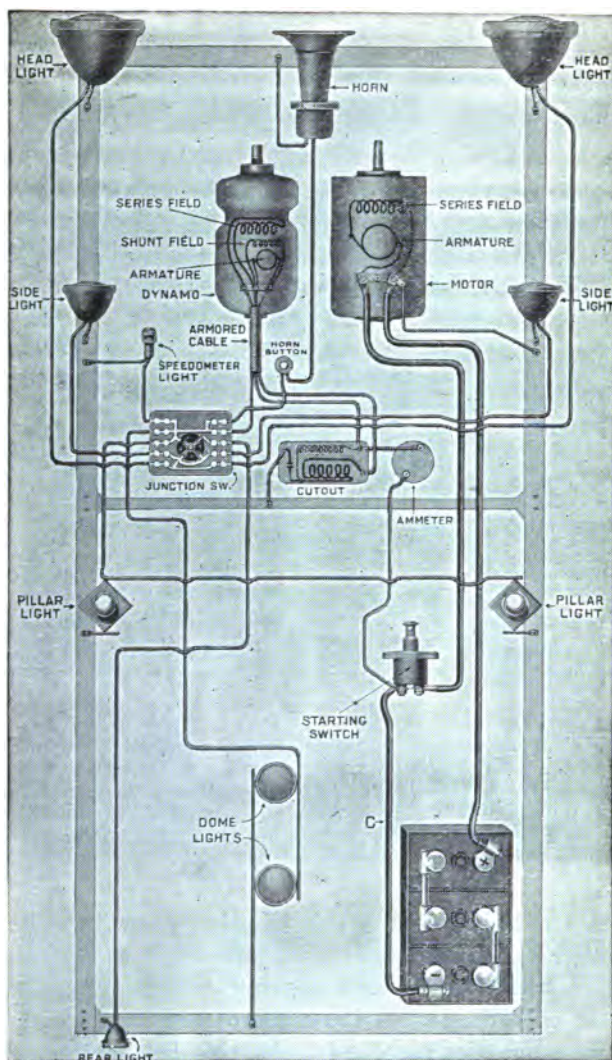 HEAD
LIGHT
HORN
HEAD
LIGHT
SERIES FIELD
SHUNT FIELD
ARMATURE
DYNAMO
SERIES FIELD
ARMATURE
MOTOR
SIDE
LIGHT
SIDE
LIGHT
SPEEDOMETER
LIGHT
ARMORED
CABLE
HORN
BUTTON
JUNCTION SW.
CUTOUT
AMMETER
PILLAR
LIGHT
PILLAR
LIGHT
STARTING
SWITCH
DOME
LIGHTS
C
+
−
REAR LIGHT